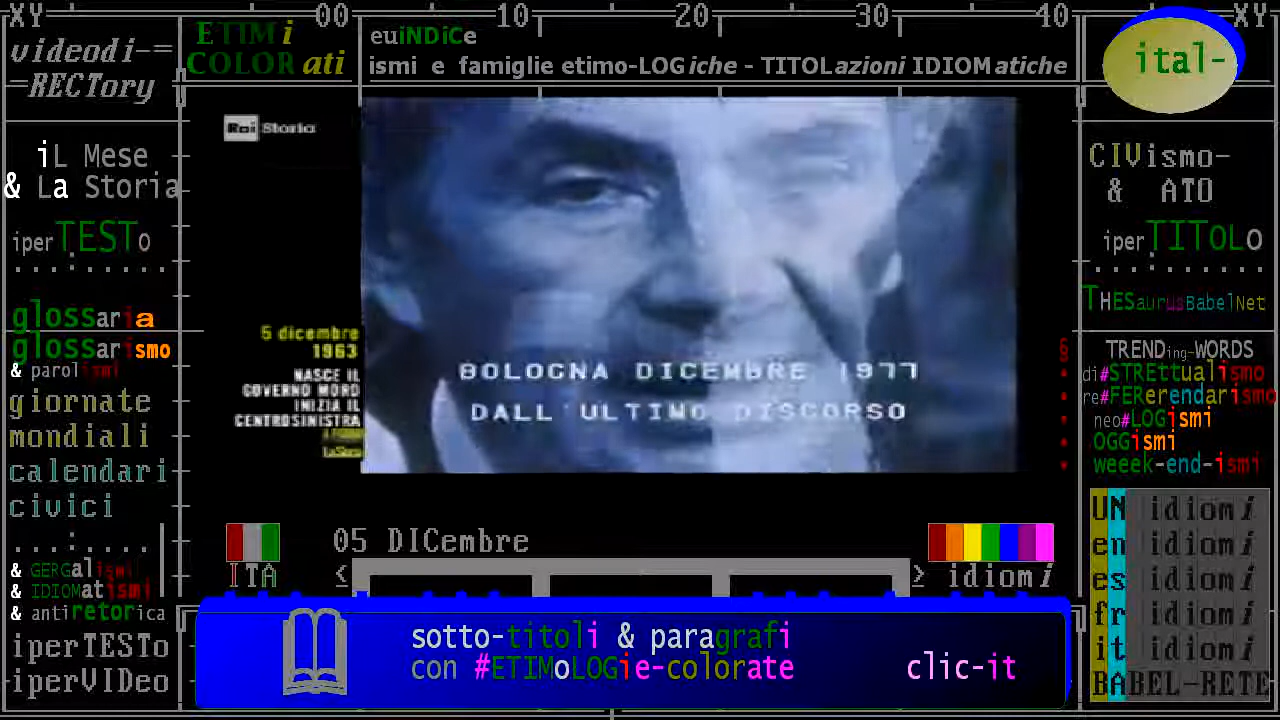 XY 00 10 20 30 40 XY
videodi-=
=RECTory
ETIMi
COLORati
euiNDiCe
ismi e famiglie etimo-LOGiche - TITOLazioni IDIOMatiche
ital-
Rai Storia
iL Mese
& La Storia
iperTESTo
glossaria
glossarismo
& parolismi
giornate
mondiali
calendari
civici
& GERGalismi
& IDIOMatismi
& antiretorica
iperTESTo
iperVIDeo
5 dicembre
1963
NASCE IL
GOVERNO MORO
INIZIA IL
CENTROSINISTRA
BOLOGNA DICEMBRE 1977
DALL'ULTIMO DISCORSO
CIVismo-
& ATO
iperTITOLO
THESaurusBabelNet
6
TRENDing-WORDS
di#STREttualismo
re#FERerendarismo
neo#LOGismi
OGGismi
weeek-end-ismi
UN idiomi
en idiomi
es idiomi
fr idiomi
it idiomi
BABEL-RETE
05 DICembre
ITA < > idiomi
sotto-titoli & paragrafi
con #ETIMoLOGie-colorate clic-it